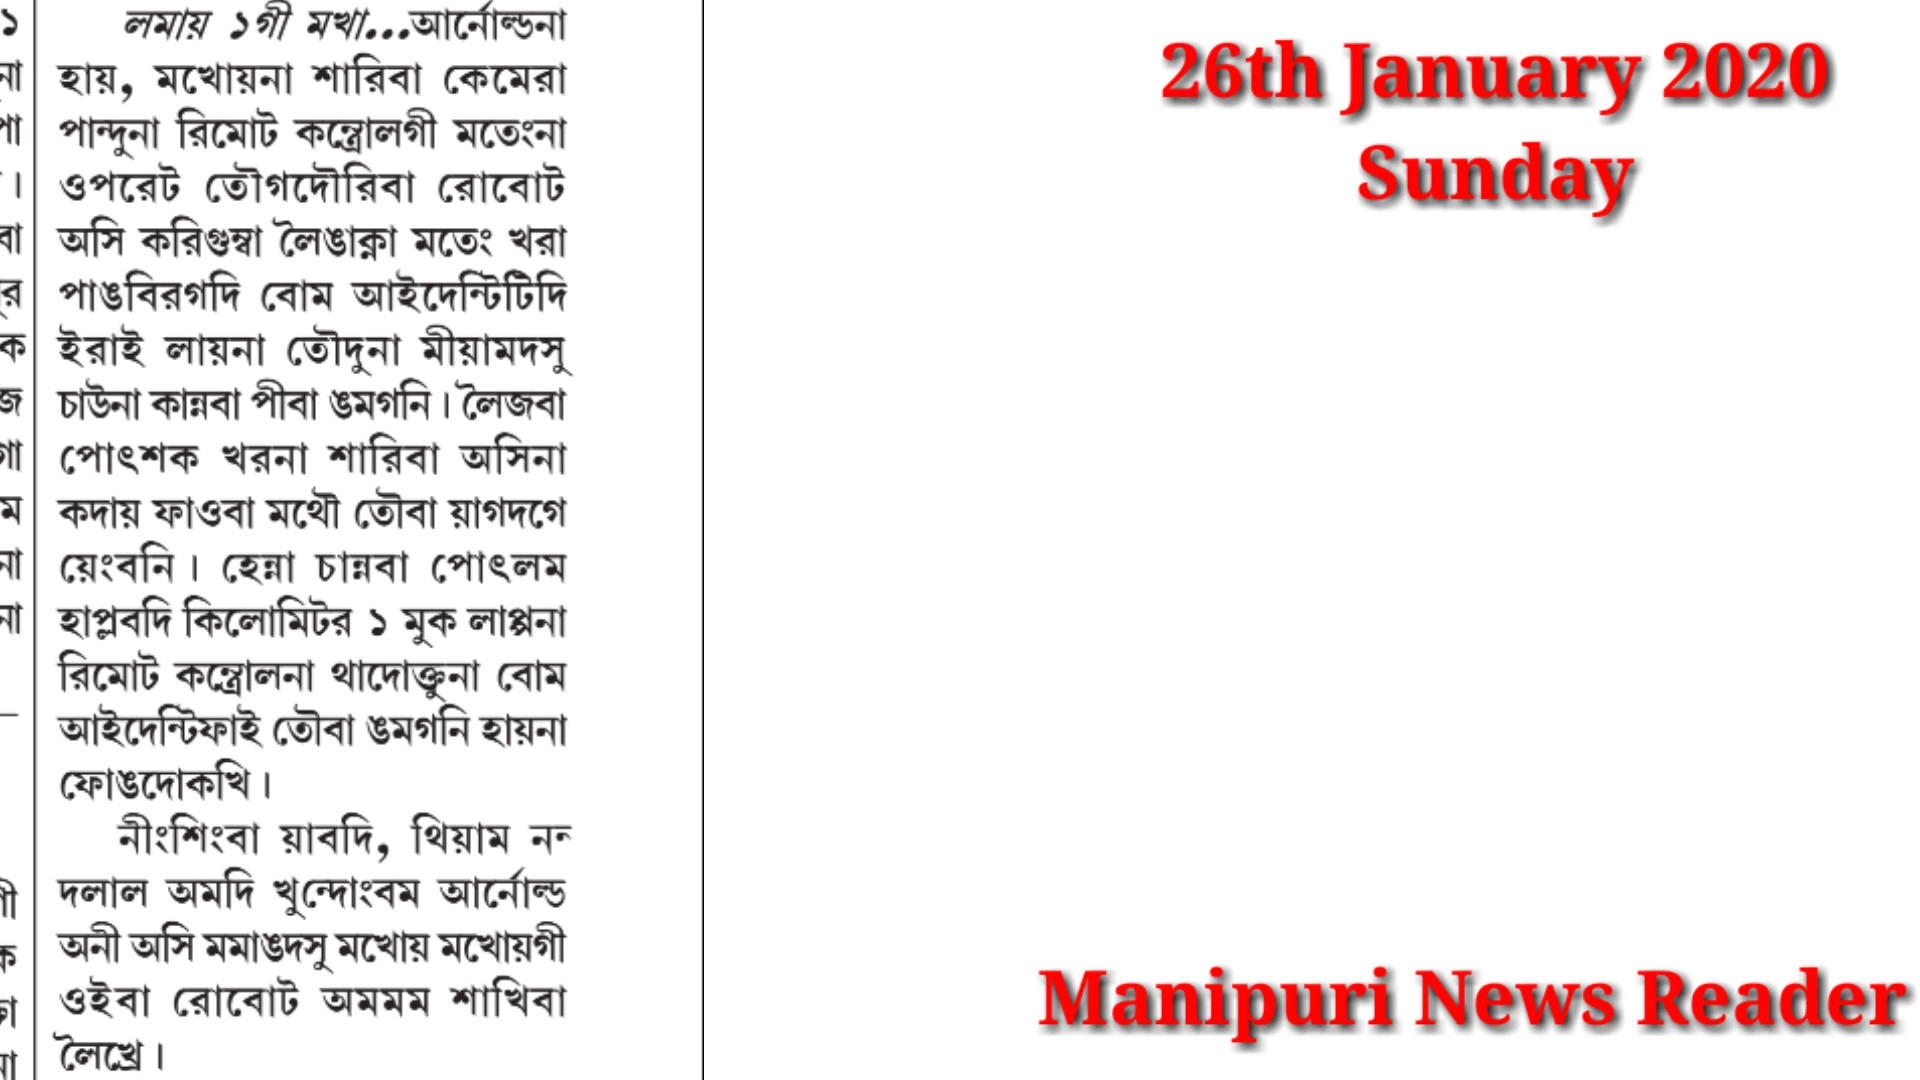 লমায় ১গী মখা...আর্নোল্ডনা
হায়, মখোয়না শারিবা কেমেরা
পান্দুনা রিমোট কন্ত্রোলগী মতেংনা
ওপরেট তৌগদৌরিবা রোবোট
অসি করিগুম্বা লৈঙাক্না মতেং খরা
পাঙবিরগদি বোম আইদেন্টিটিদি
ইরাই লায়না তৌদুনা মীয়ামদসু
চাউনা কান্নবা পীবা ঙমগনি। লৈজবা
পোৎশক খরনা শারিবা অসিনা
কদায় ফাওবা মথৌ তৌবা য়াগদগে
য়েংবনি। হেন্না চান্নবা পোৎলম
হাপ্লবদি কিলোমিটর ১ মুক লাপ্পনা
রিমোট কন্ত্রোলনা থাদোক্তুনা বোম
আইদেন্টিফাই তৌবা ঙমগনি হায়না
ফোঙদোকখি।
নীংশিংবা য়াবদি, থিয়াম নন্
দলাল অমদি খুন্দোংবম আর্নোল্ড
অনী অসি মমাঙদসু মখোয় মখোয়গী
ওইবা রোবোট অমমম শাখিবা
লৈখ্রে।
26th January 2020
Sunday
Manipuri News Reader